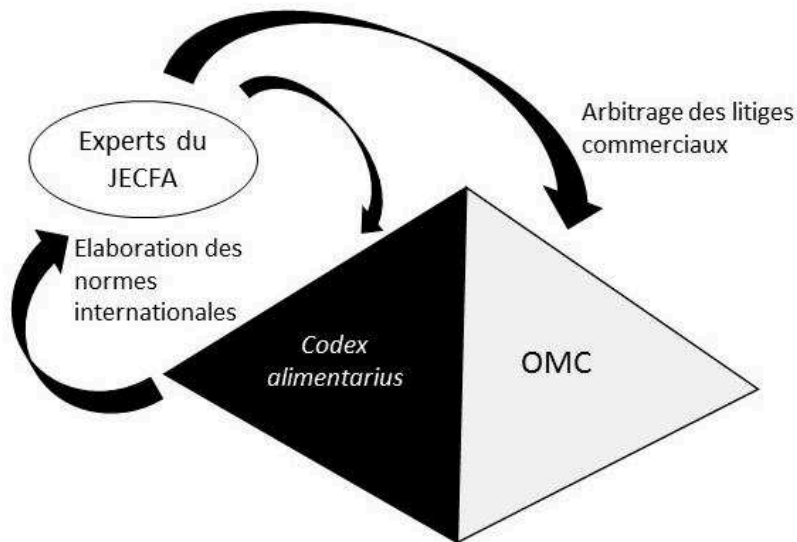 Experts du
JECFA
Arbitrage des litiges
commerciaux
Elaboration des
normes
internationales
Codex
alimentarius
OMC